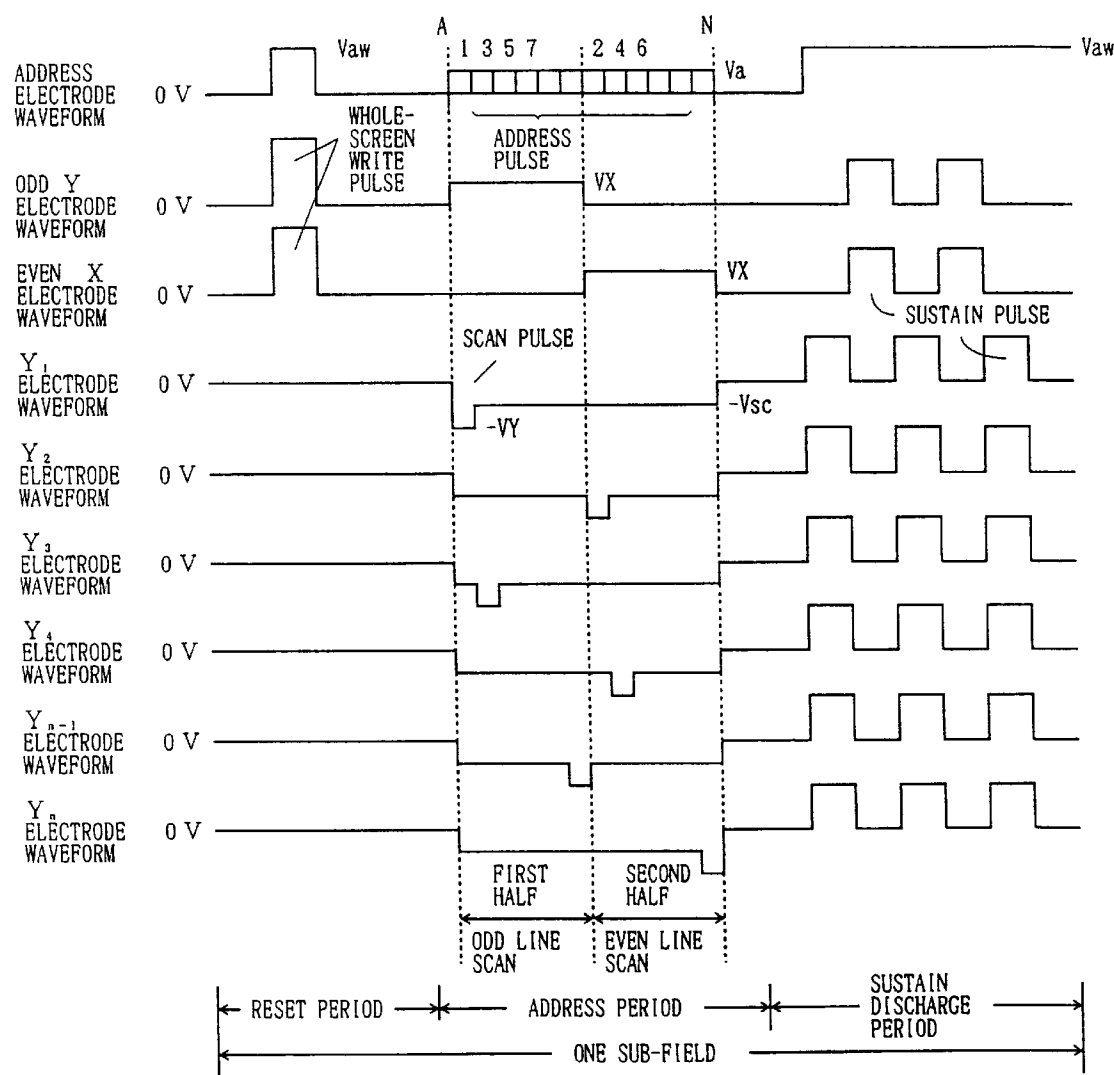 A N
1 3 5 7 2 4 6
Vaw Va Vaw
ADDRESS
ELECTRODE 0 V
WAVEFORM
WHOLE-
SCREEN
WRITE
PULSE
ADDRESS
PULSE
ODD Y
ELECTRODE 0 V
WAVEFORM
VX
EVEN X
ELECTRODE 0 V
WAVEFORM
VX
SUSTAIN PULSE
SCAN PULSE
Y₁
ELECTRODE 0 V
WAVEFORM
-VY
-Vsc
Y₂
ELECTRODE 0 V
WAVEFORM
Y₃
ELECTRODE 0 V
WAVEFORM
Y₄
ELECTRODE 0 V
WAVEFORM
Yₙ₋₁
ELECTRODE 0 V
WAVEFORM
Yₙ
ELECTRODE 0 V
WAVEFORM
FIRST
HALF
SECOND
HALF
ODD LINE
SCAN
EVEN LINE
SCAN
RESET PERIOD
ADDRESS PERIOD
SUSTAIN
DISCHARGE
PERIOD
ONE SUB-FIELD